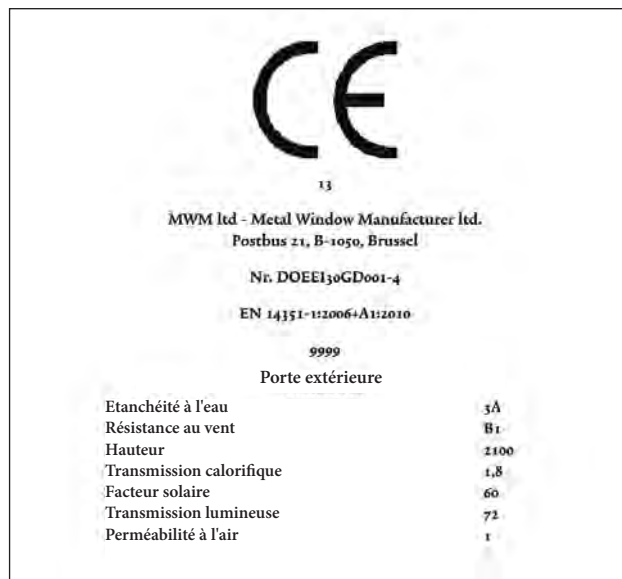 CE
13
MWM ltd - Metal Window Manufacturer ltd.
Postbus 21, B-1050, Brussel
Nr. DOEEI30GD001-4
EN 14351-1:2006+A1:2010
9999
Porte extérieure
Etanchéité à l'eau 3A
Résistance au vent B1
Hauteur 2100
Transmission calorifique 1,8
Facteur solaire 60
Transmission lumineuse 72
Perméabilité à l'air 1